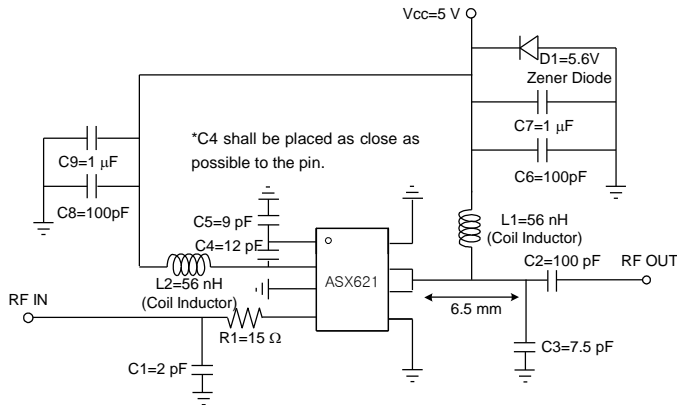 Vcc=5 V
D1=5.6V
Zener Diode
C7=1 μF
C6=100pF
*C4 shall be placed as close as
possible to the pin.
C9=1 μF
C8=100pF
C5=9 pF
C4=12 pF
L1=56 nH
(Coil Inductor)
L2=56 nH
(Coil Inductor)
ASX621
C2=100 pF
RF OUT
6.5 mm
RF IN
R1=15 Ω
C1=2 pF
C3=7.5 pF